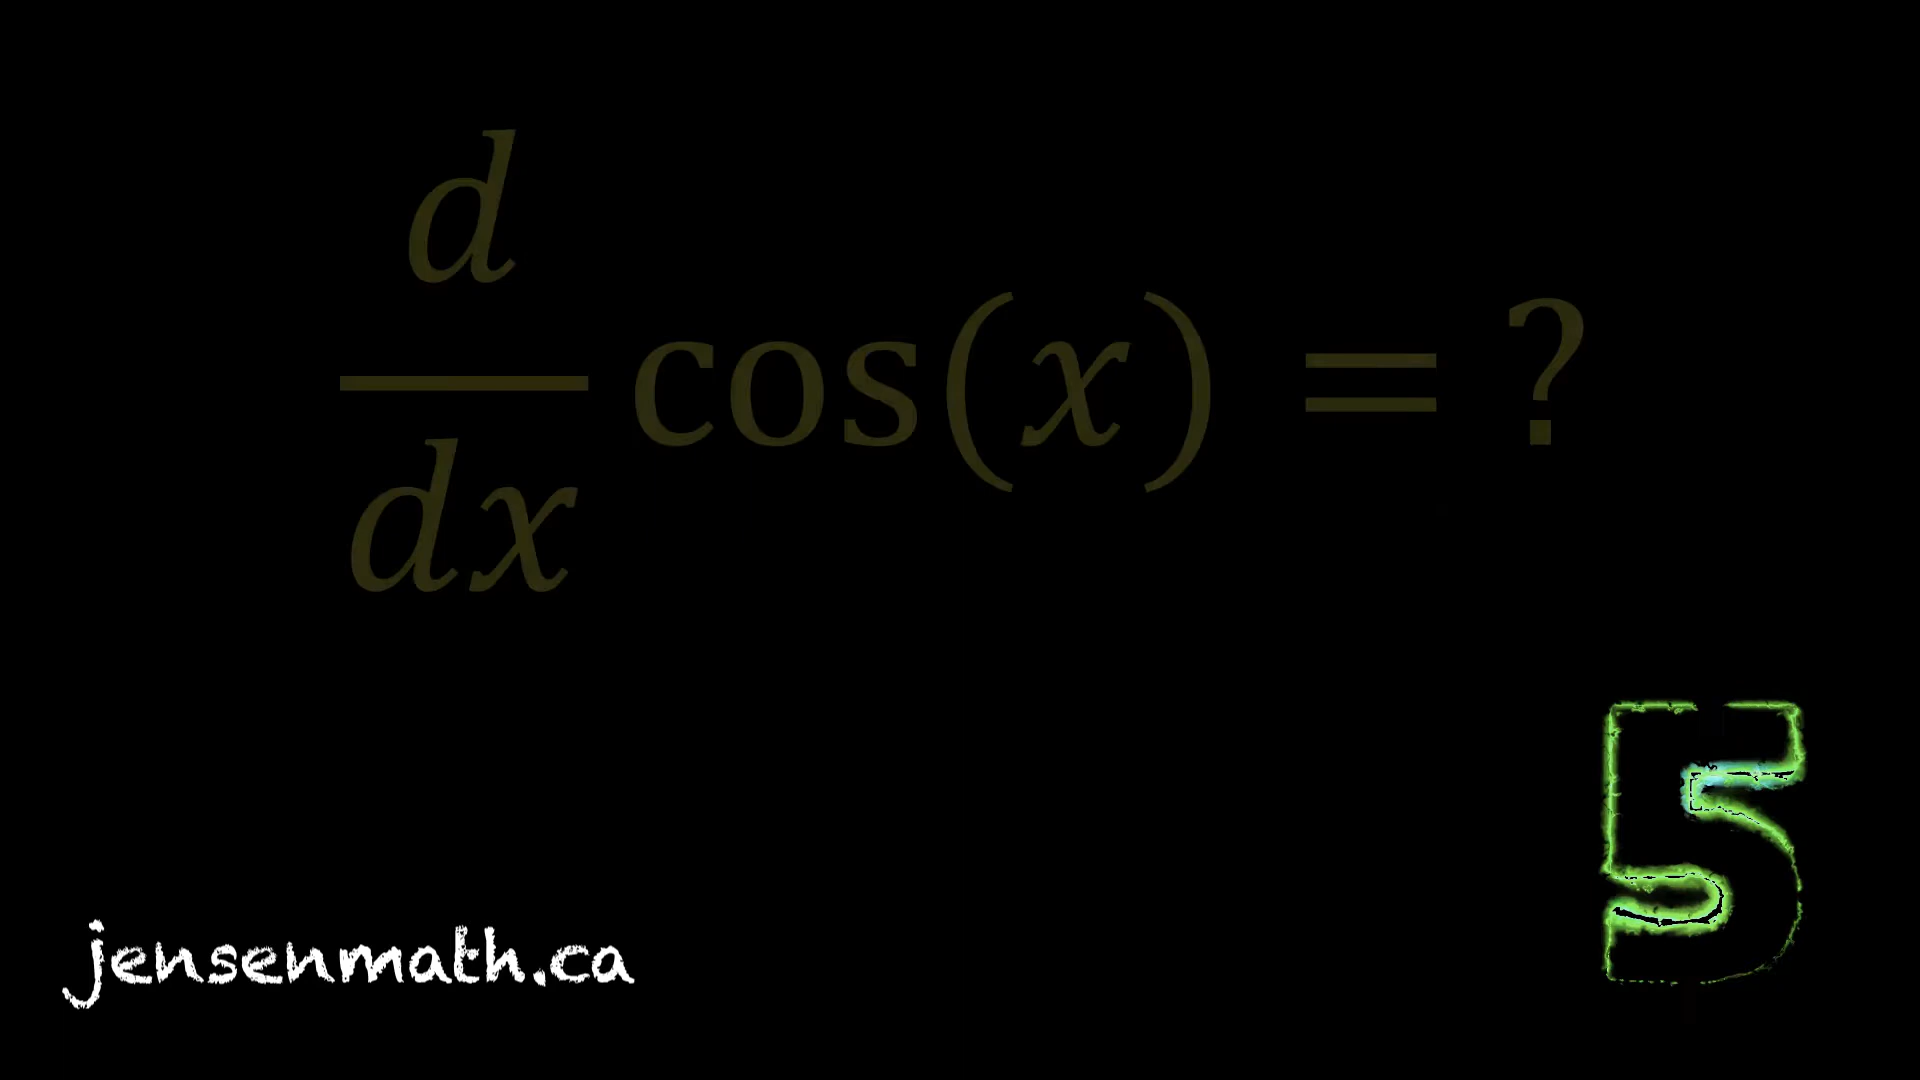 d/dx cos(x) = ?
5
jensenmath.ca